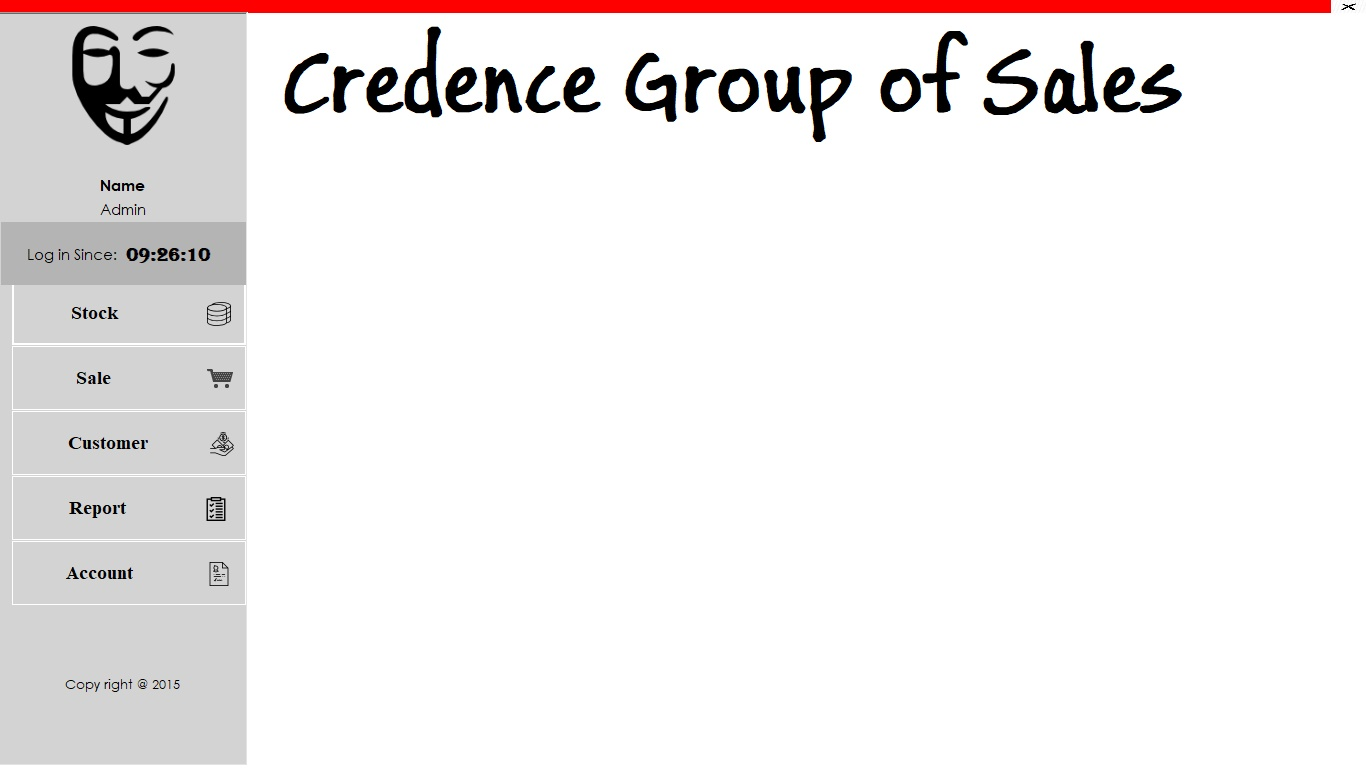 Credence Group of Sales
Name
Admin
Log in Since: 09:26:10
Stock
Sale
Customer
Report
Account
Copy right @ 2015